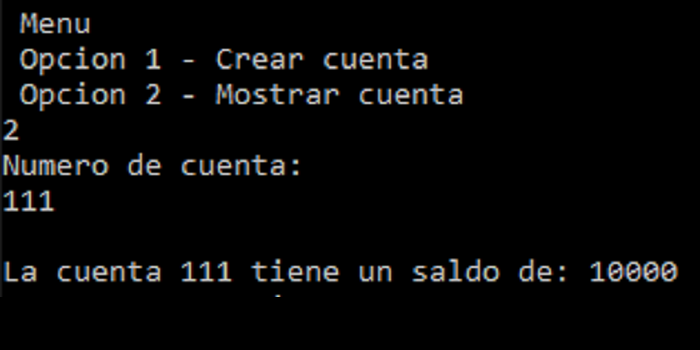 Menu
Opcion 1 - Crear cuenta
Opcion 2 - Mostrar cuenta
2
Numero de cuenta:
111
La cuenta 111 tiene un saldo de: 10000